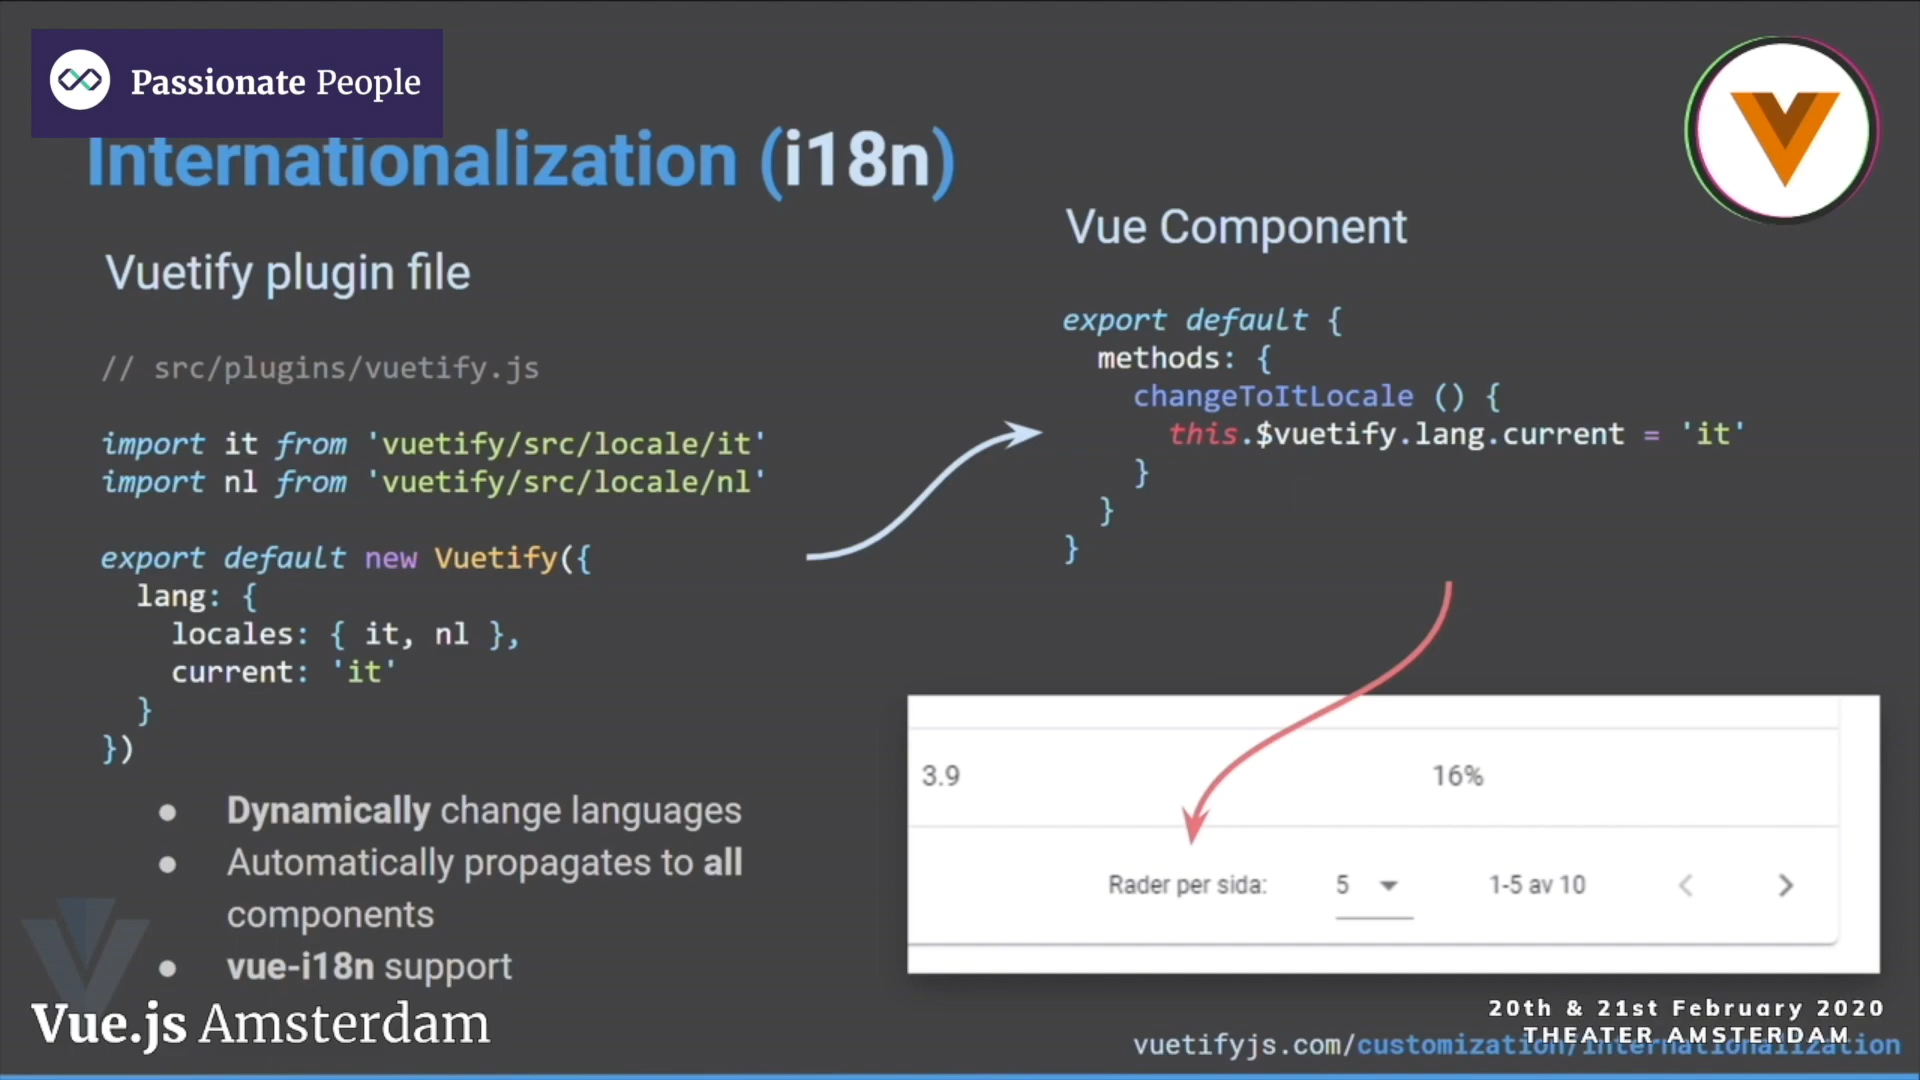 Passionate People
Internationalization (i18n)
Vuetify plugin file
// src/plugins/vuetify.js
import it from 'vuetify/src/locale/it'
import nl from 'vuetify/src/locale/nl'
export default new Vuetify({
lang: {
locales: { it, nl },
current: 'it'
}
})
Dynamically change languages
Automatically propagates to all
components
vue-i18n support
Vue Component
export default {
methods: {
changeToItLocale () {
this.$vuetify.lang.current = 'it'
}
}
}
3.9 16%
Rader per sida: 5 1-5 av 10
Vue.js Amsterdam
20th & 21st February 2020
THEATER AMSTERDAM
vuetifyjs.com/customization/internationalization